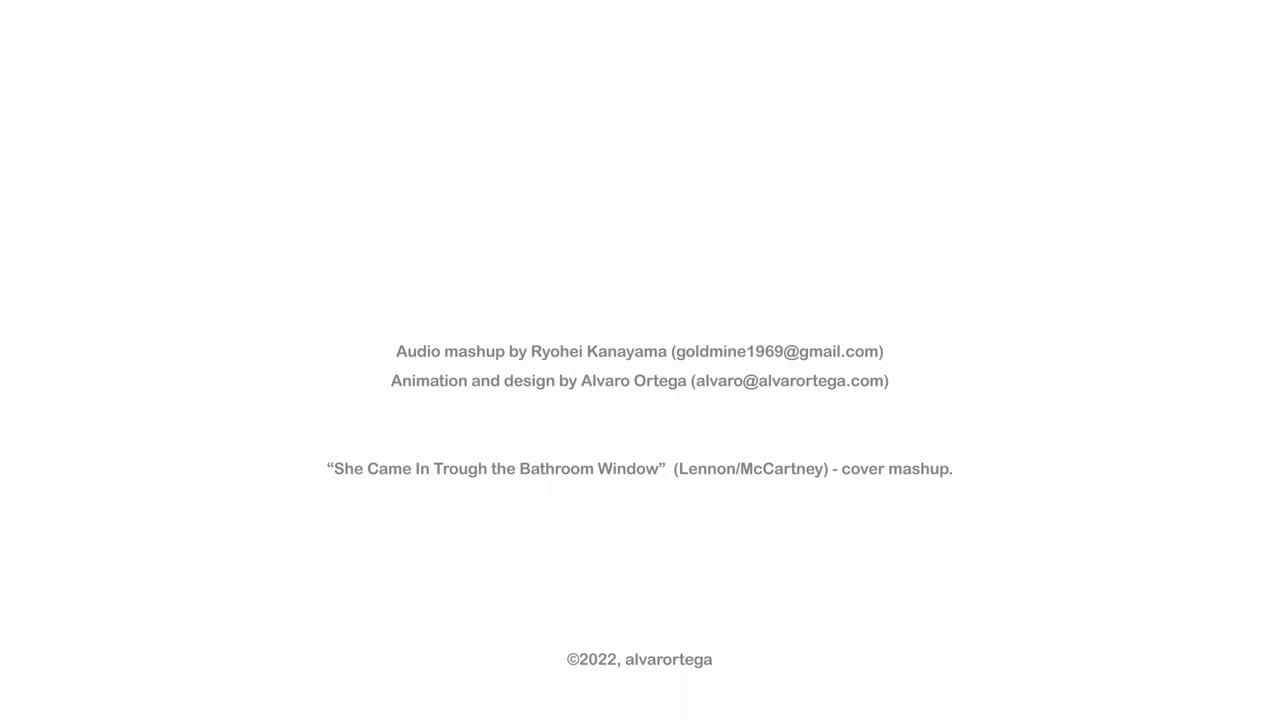 Audio mashup by Ryohei Kanayama (goldmine1969@gmail.com)
Animation and design by Alvaro Ortega (alvaro@alvarortega.com)
“She Came In Trough the Bathroom Window”  (Lennon/McCartney) - cover mashup.
©2022, alvarortega